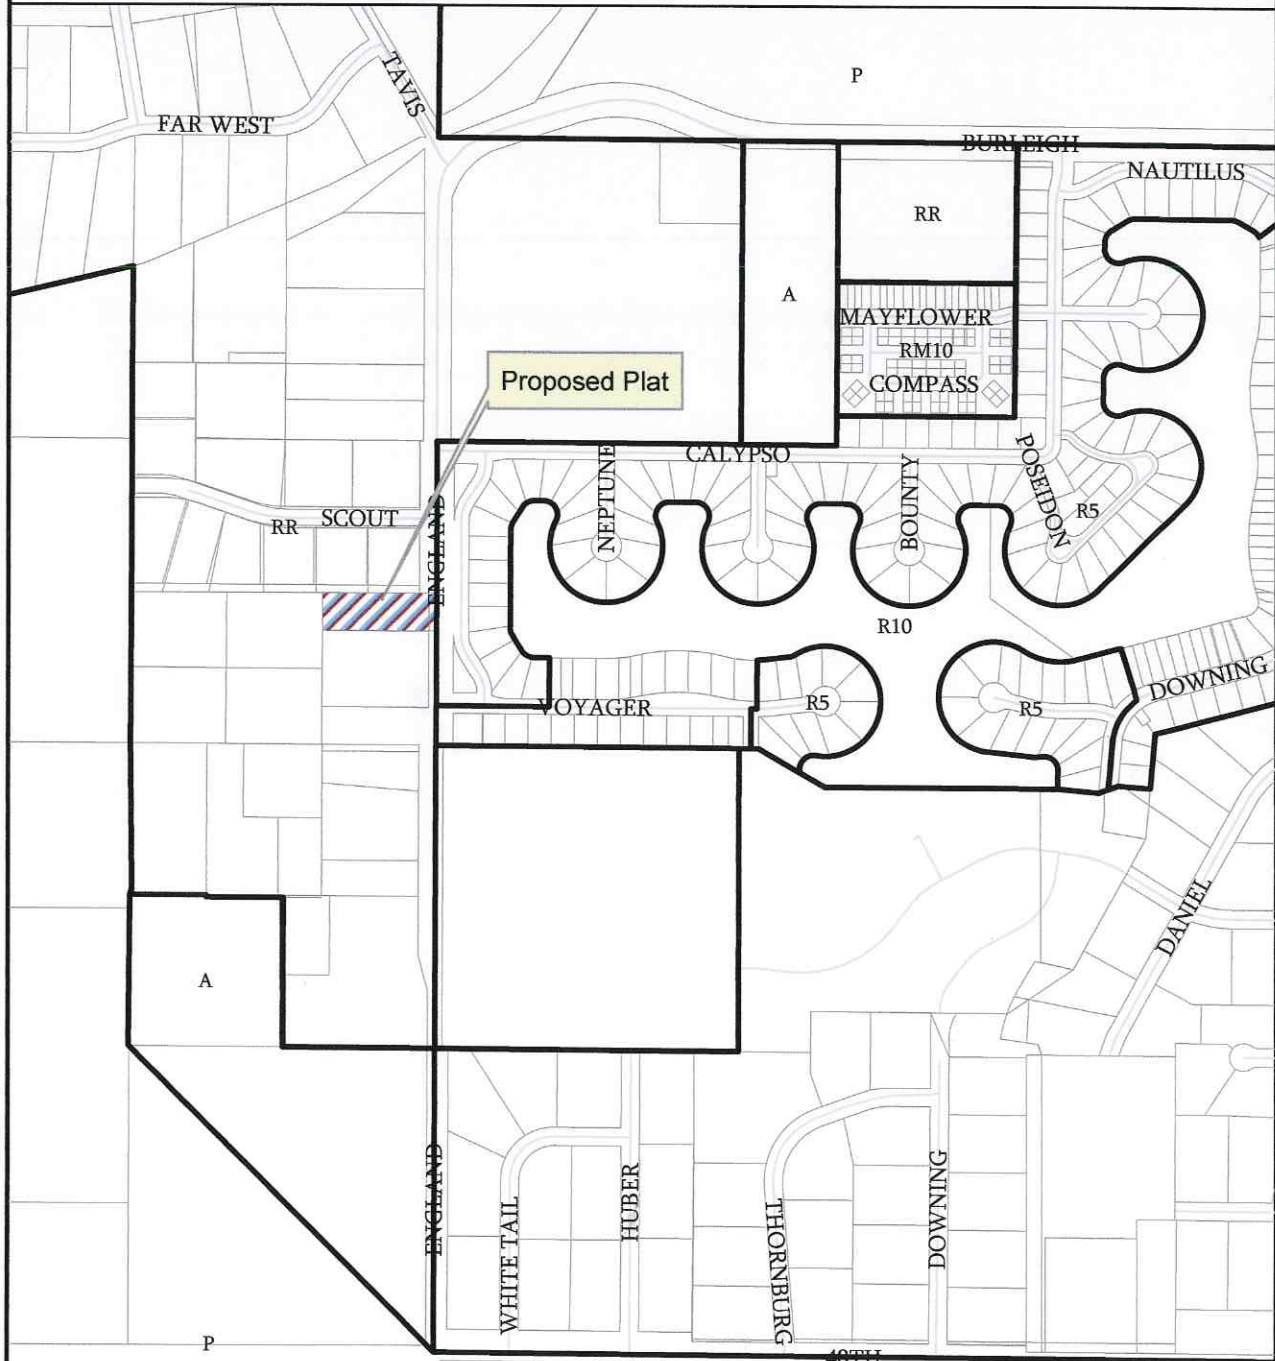 TAVIS
P
FAR WEST
BURLEIGH
NAUTILUS
RR
A
MAYFLOWER
RM10
COMPASS
Proposed Plat
CALYPSO
NEPTUNE
BOUNTY
POSEIDON
R5
RR
SCOUT
ENGLAND
R10
DOWNING
VOYAGER
R5
R5
DANIEL
A
ENGLAND
WHITE TAIL
HUBER
THORNBURG
DOWNING
P